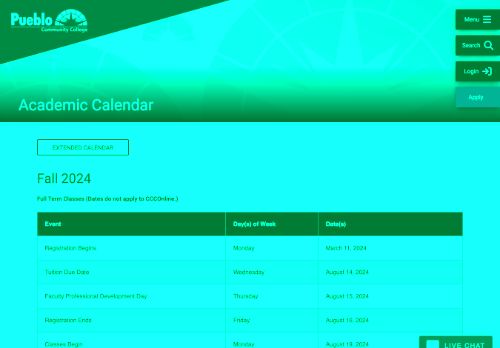 Pueblo
Community College
Menu
Search
Login
Apply
Academic Calendar
EXTENDED CALENDAR
Fall 2024
Full Term Classes (Dates do not apply to CCCOnline.)
Event Day(s) of Week Date(s)
Registration Begins Monday March 11, 2024
Tuition Due Date Wednesday August 14, 2024
Faculty Professional Development Day Thursday August 15, 2024
Registration Ends Friday August 16, 2024
Classes Begin Monday August 19, 2024
LIVE CHAT